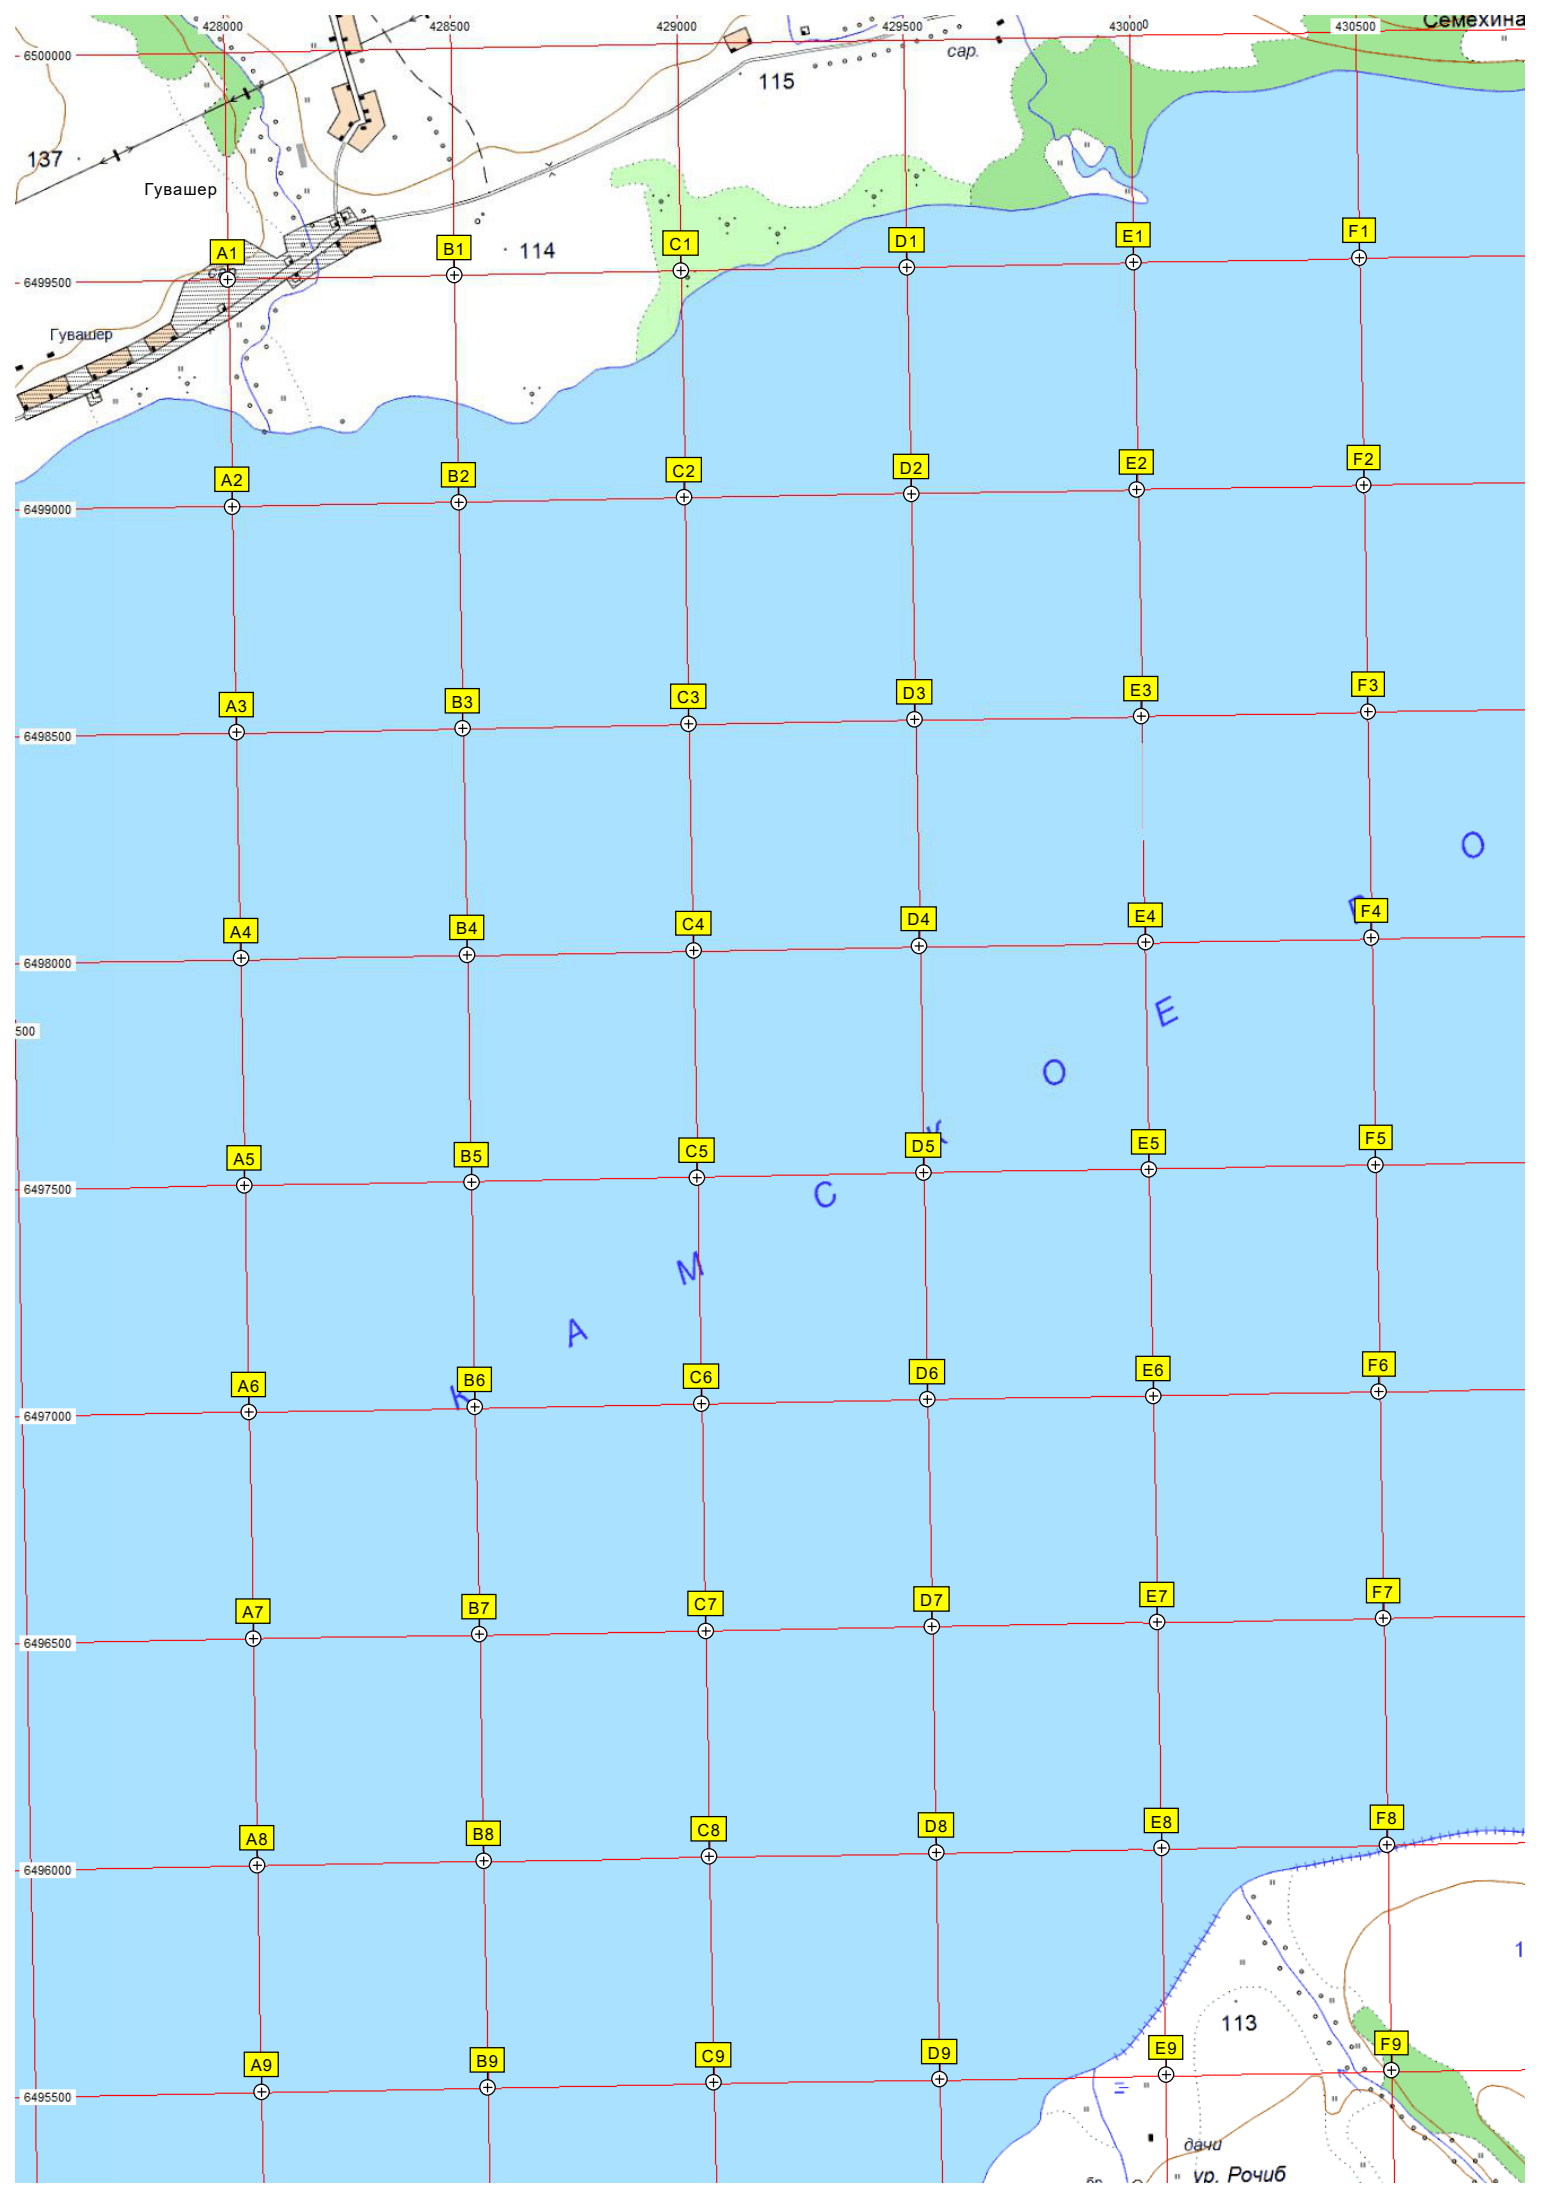 428000 428500 429000 429500 430000 430500 Семехина
6500000
сар.
115
137
Гувашер
114
A1 B1 C1 D1 E1 F1
6499500
Гувашер
A2 B2 C2 D2 E2 F2
6499000
A3 B3 C3 D3 E3 F3
6498500
О
A4 B4 C4 D4 E4 F4
6498000
Е
500
О
A5 B5 C5 D5 E5 F5
6497500
С
М
А
К
A6 B6 C6 D6 E6 F6
6497000
A7 B7 C7 D7 E7 F7
6496500
A8 B8 C8 D8 E8 F8
6496000
1
113
A9 B9 C9 D9 E9 F9
6495500
дачи
ур. Рочиб